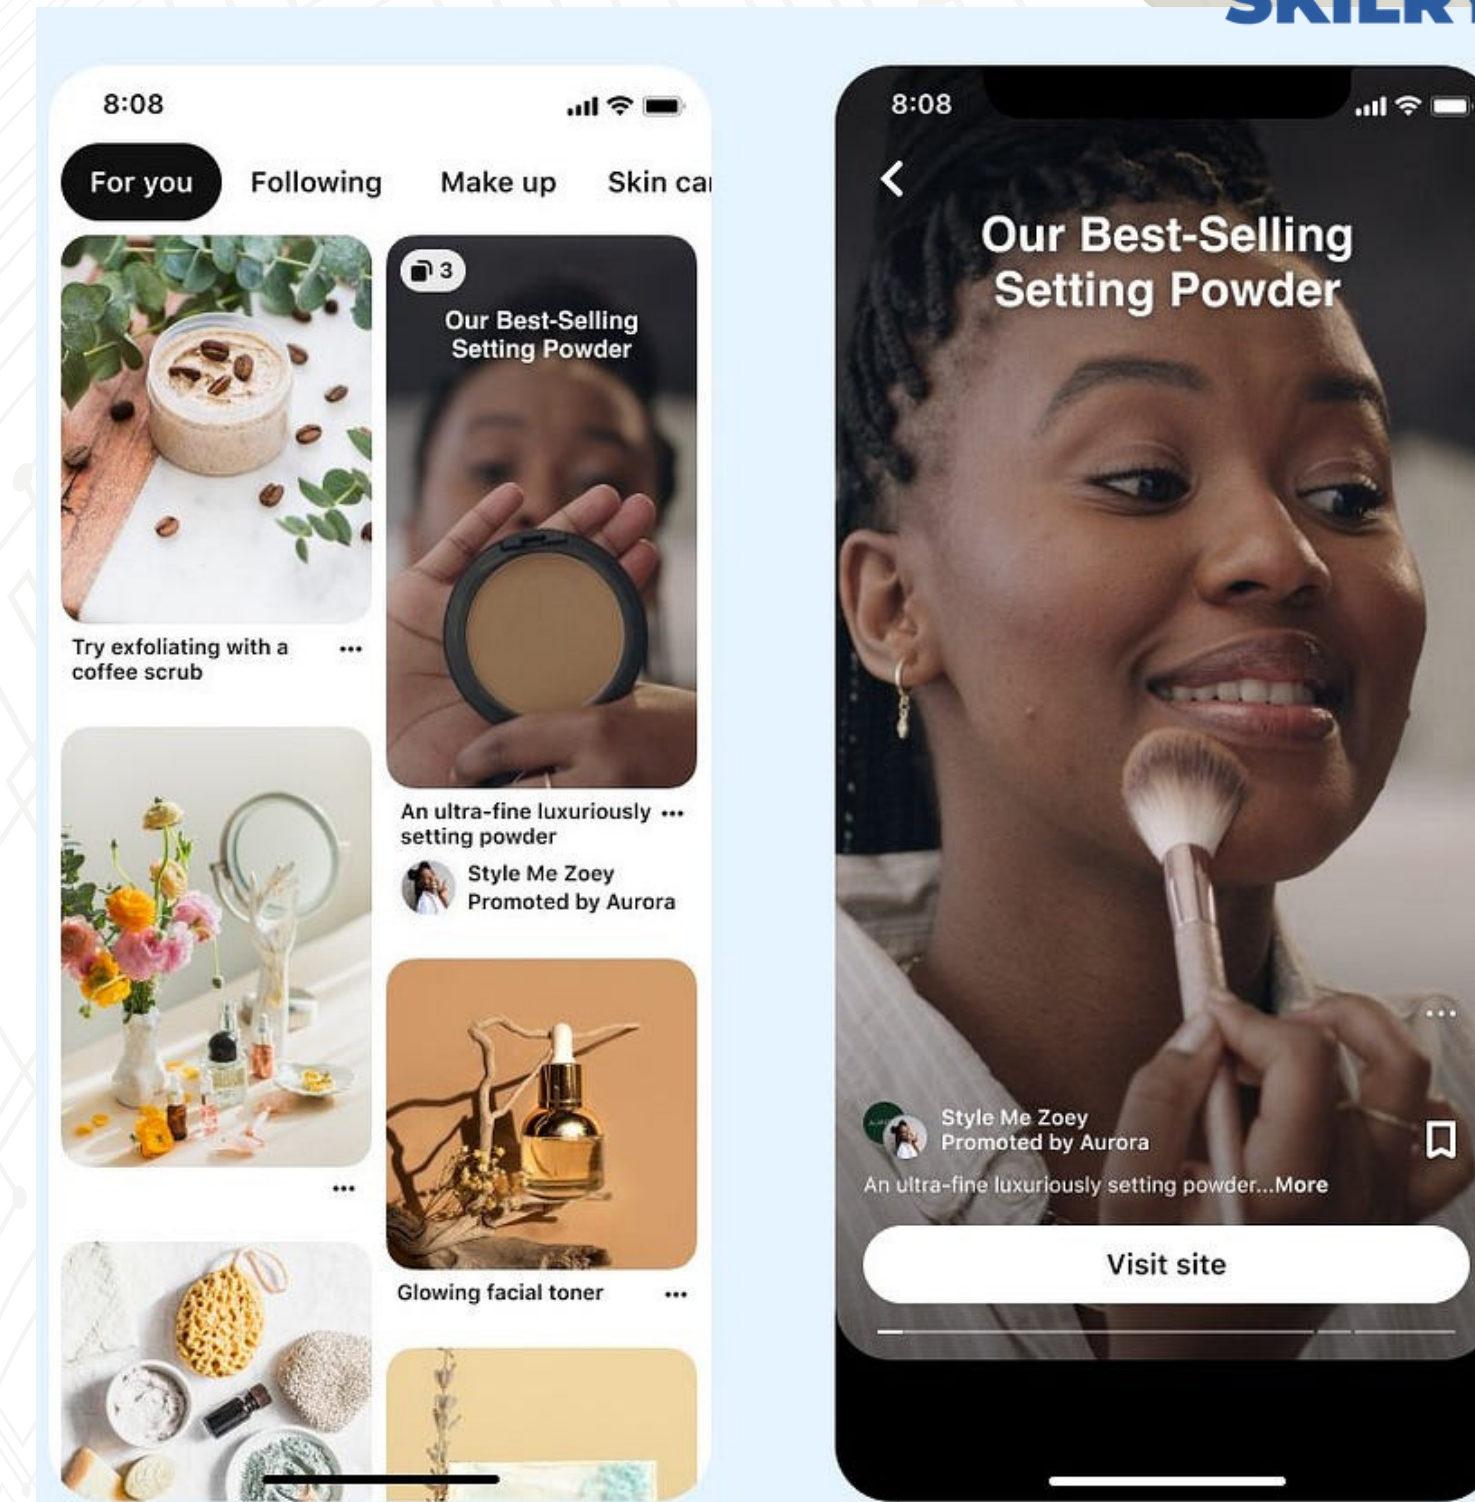 8:08
For you
Following
Make up
Skin
3
Our Best-Selling
Setting Powder
Try exfoliating with a
coffee scrub
An ultra-fine luxuriously
setting powder
Style Me Zoey
Promoted by Aurora
Glowing facial toner
8:08
Our Best-Selling
Setting Powder
Style Me Zoey
Promoted by Aurora
An ultra-fine luxuriously setting powder...More
Visit site